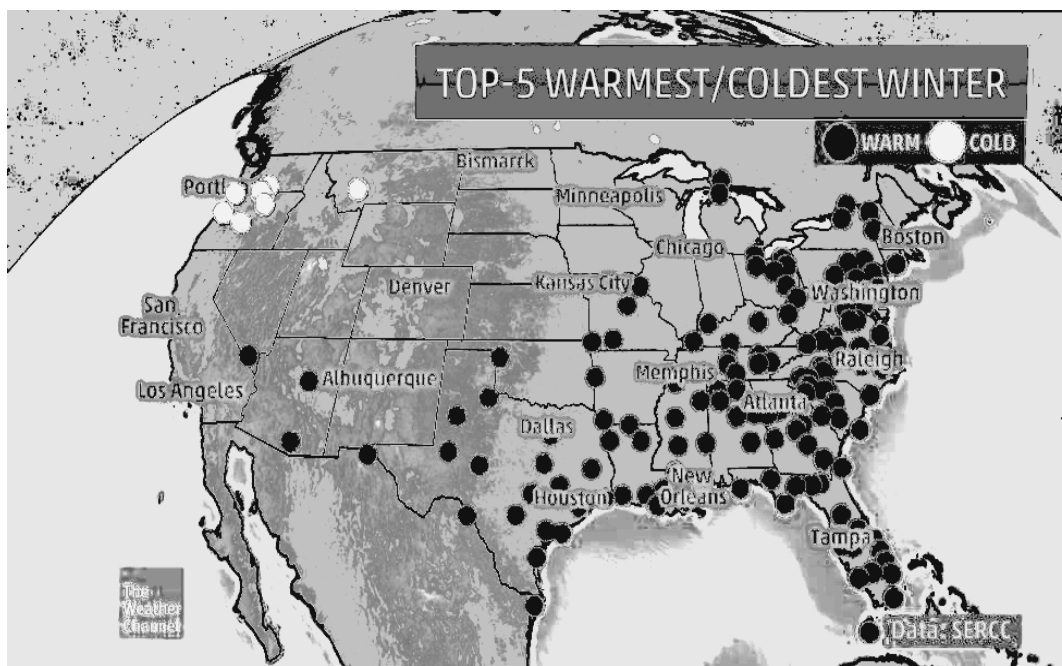 TOP-5 WARMEST/COLDEST WINTER
WARM COLD
Bismarck
Portl
Minneapolis
Boston
Chicago
Kansas City
Denver
Washington
San
Francisco
Raleigh
Memphis
Albuquerque
Los Angeles
Atlanta
Dallas
New
Orleans
Houston
Tampa
The
Weather
Channel
Data: SERCC